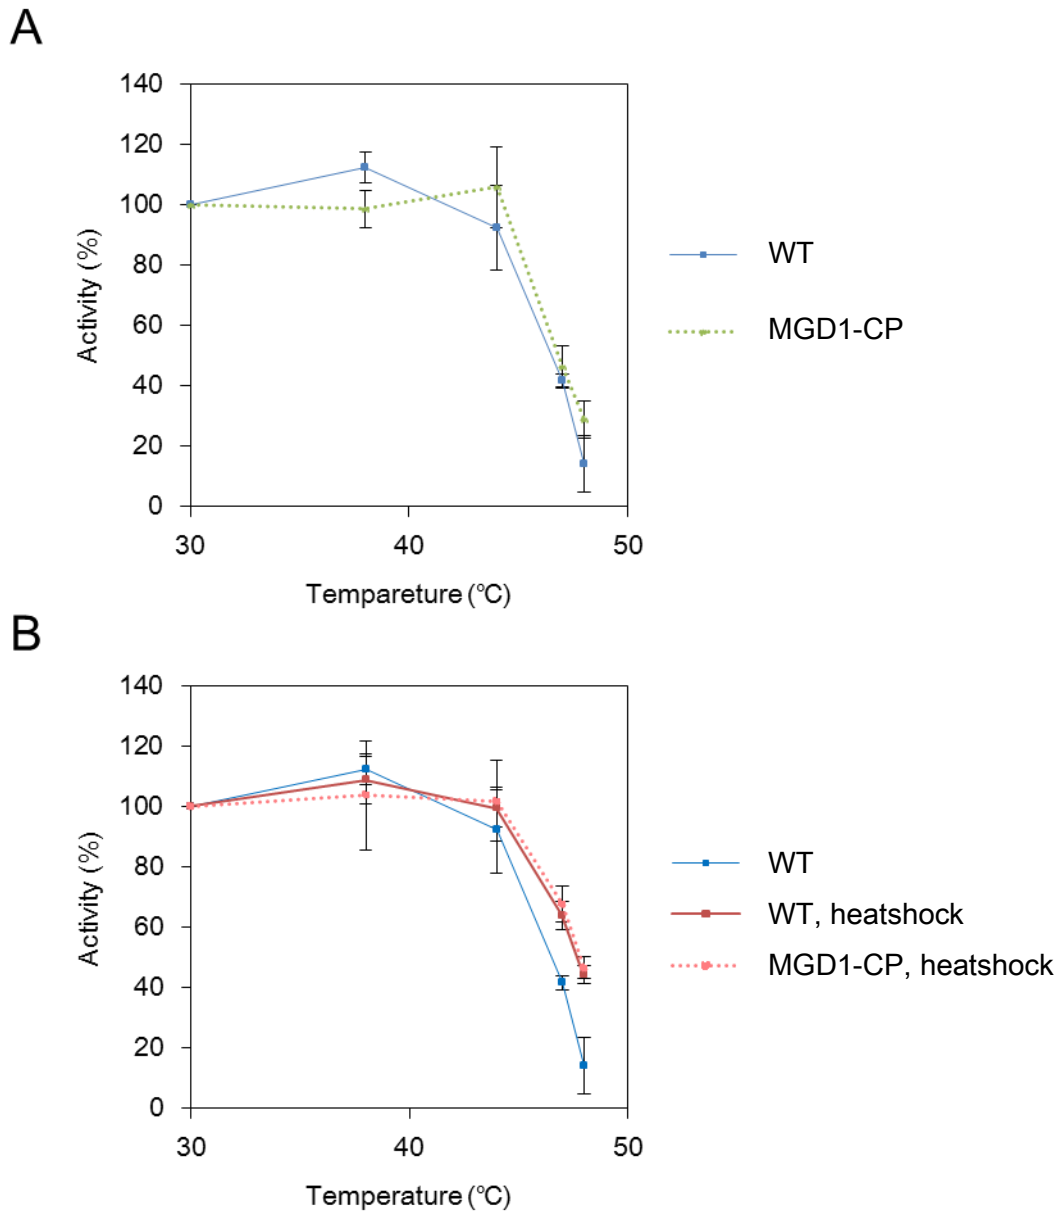 A
140
120
100
80
60
40
20
0
Activity (%)
30 40 50
Tempareture (℃)
WT
MGD1-CP
B
140
120
100
80
60
40
20
0
Activity (%)
30 40 50
Temperature (℃)
WT
WT, heatshock
MGD1-CP, heatshock